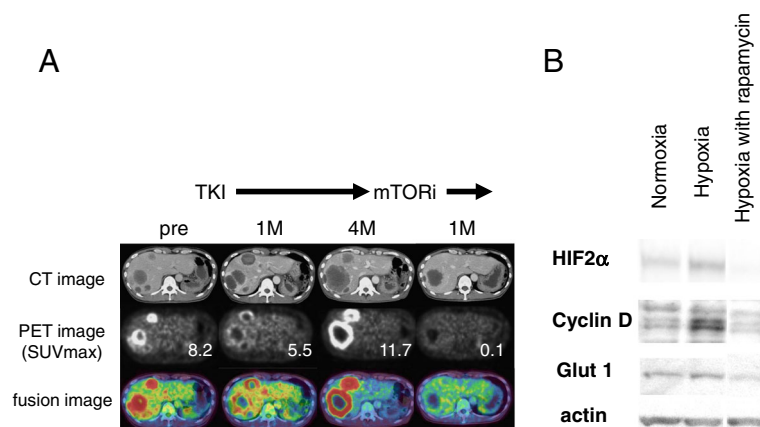 A
B
TKI mTORi
pre 1M 4M 1M
CT image
PET image
(SUVmax)
8.2 5.5 11.7 0.1
fusion image
Normoxia
Hypoxia
Hypoxia with rapamycin
HIF2α
Cyclin D
Glut 1
actin